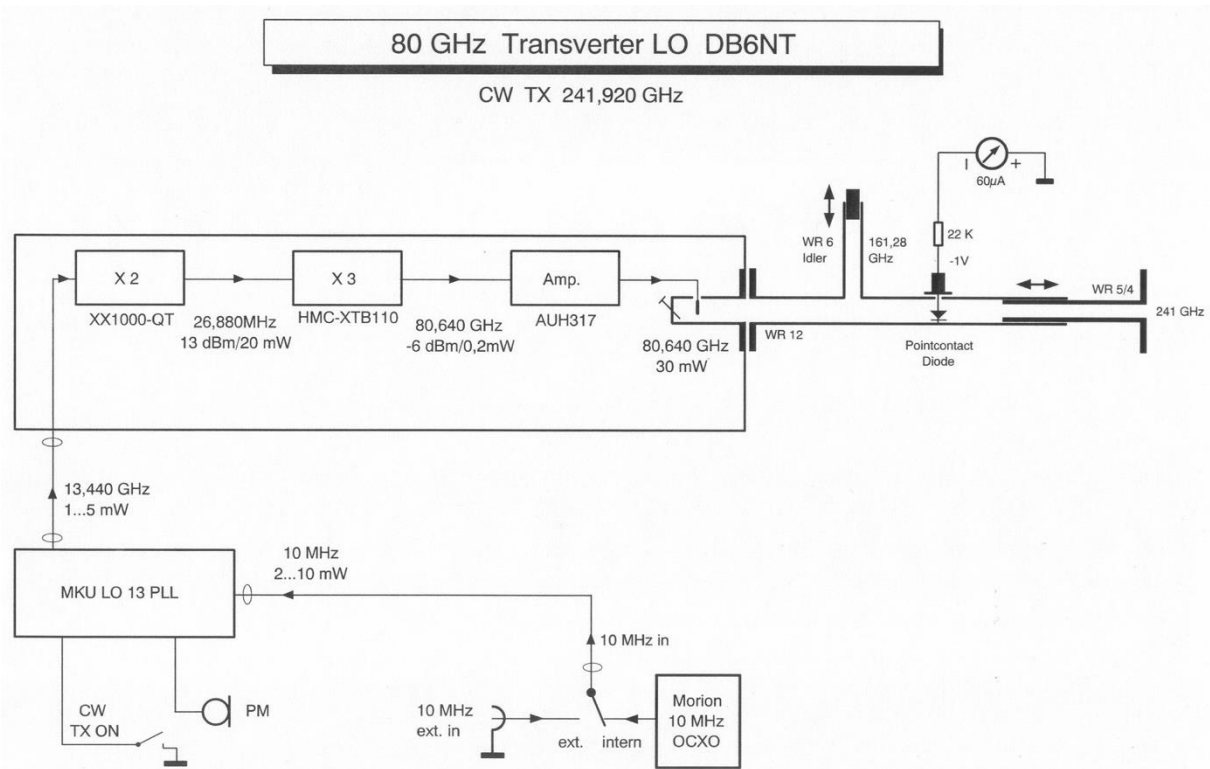 80 GHz Transverter LO DB6NT
CW TX 241,920 GHz
I
+
60µA
WR 6
Idler
161,28
GHz
22 K
-1V
WR 5/4
241 GHz
X 2
XX1000-QT
26,880MHz
13 dBm/20 mW
X 3
HMC-XTB110
80,640 GHz
-6 dBm/0,2mW
Amp.
AUH317
80,640 GHz
30 mW
WR 12
Pointcontact
Diode
13,440 GHz
1...5 mW
MKU LO 13 PLL
10 MHz
2...10 mW
10 MHz in
CW
TX ON
PM
10 MHz
ext. in
ext.
intern
Morion
10 MHz
OCXO